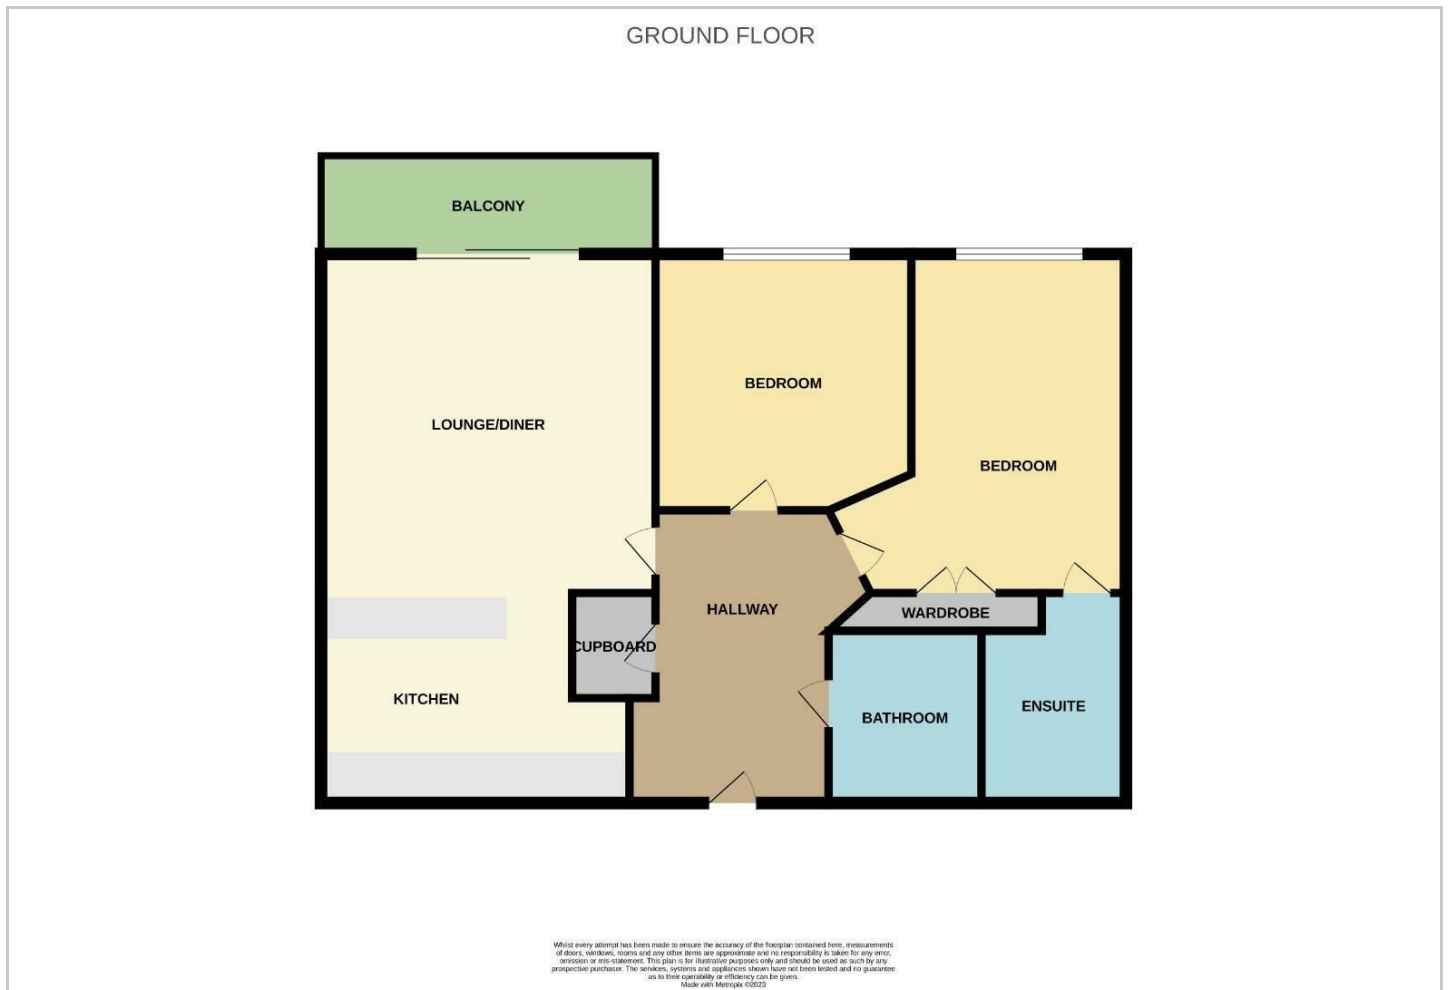 GROUND FLOOR
BALCONY
BEDROOM
LOUNGE/DINER
BEDROOM
HALLWAY
WARDROBE
CUPBOARD
KITCHEN
ENSUITE
BATHROOM
Whilst every attempt has been made to ensure the accuracy of the floorplan contained here, measurements
of doors, windows, rooms and any other items are approximate and no responsibility is taken for any error,
omission or mis-statement. This plan is for illustrative purposes only and should be used as such by any
prospective purchaser. The services, systems and appliances shown have not been tested and no guarantee
as to their operability or efficiency can be given.
Made with Metropix ©2023